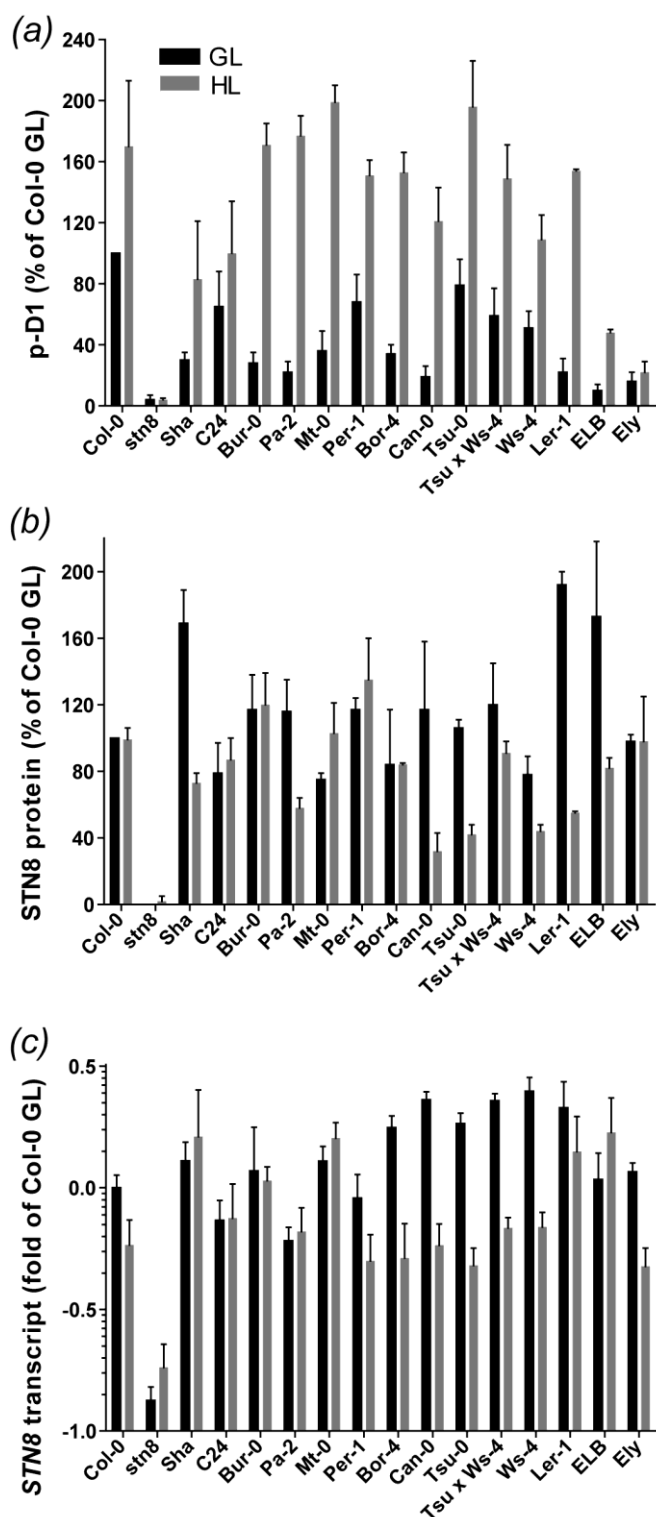 (a)
GL
HL
p-D1 (% of Col-0 GL)
240
200
160
120
80
40
0
Col-0
stn8
Sha
C24
Bur-0
Pa-2
Mt-0
Per-1
Bor-4
Can-0
Tsu-0
Tsu x Ws-4
Ws-4
Ler-1
ELB
Ely
(b)
STN8 protein (% of Col-0 GL)
200
160
120
80
40
0
Col-0
stn8
Sha
C24
Bur-0
Pa-2
Mt-0
Per-1
Bor-4
Can-0
Tsu-0
Tsu x Ws-4
Ws-4
Ler-1
ELB
Ely
(c)
STN8 transcript (fold of Col-0 GL)
0.5
0.0
-0.5
-1.0
Col-0
stn8
Sha
C24
Bur-0
Pa-2
Mt-0
Per-1
Bor-4
Can-0
Tsu-0
Tsu x Ws-4
Ws-4
Ler-1
ELB
Ely